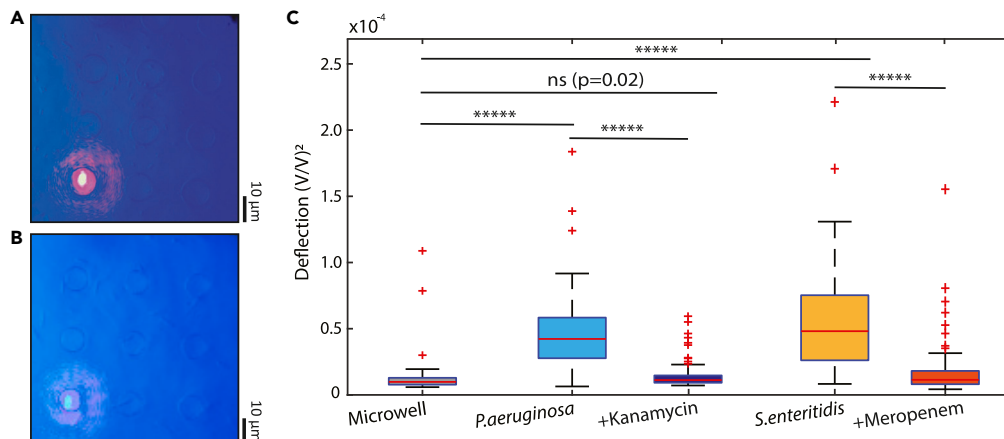 A
10 μm
B
10 μm
C
x10⁻⁴
Deflection (V/V)²
2.5
2.0
1.5
1.0
0.5
0
*****
ns (p=0.02)
*****
*****
*****
Microwell
P.aeruginosa
+Kanamycin
S.enteritidis
+Meropenem